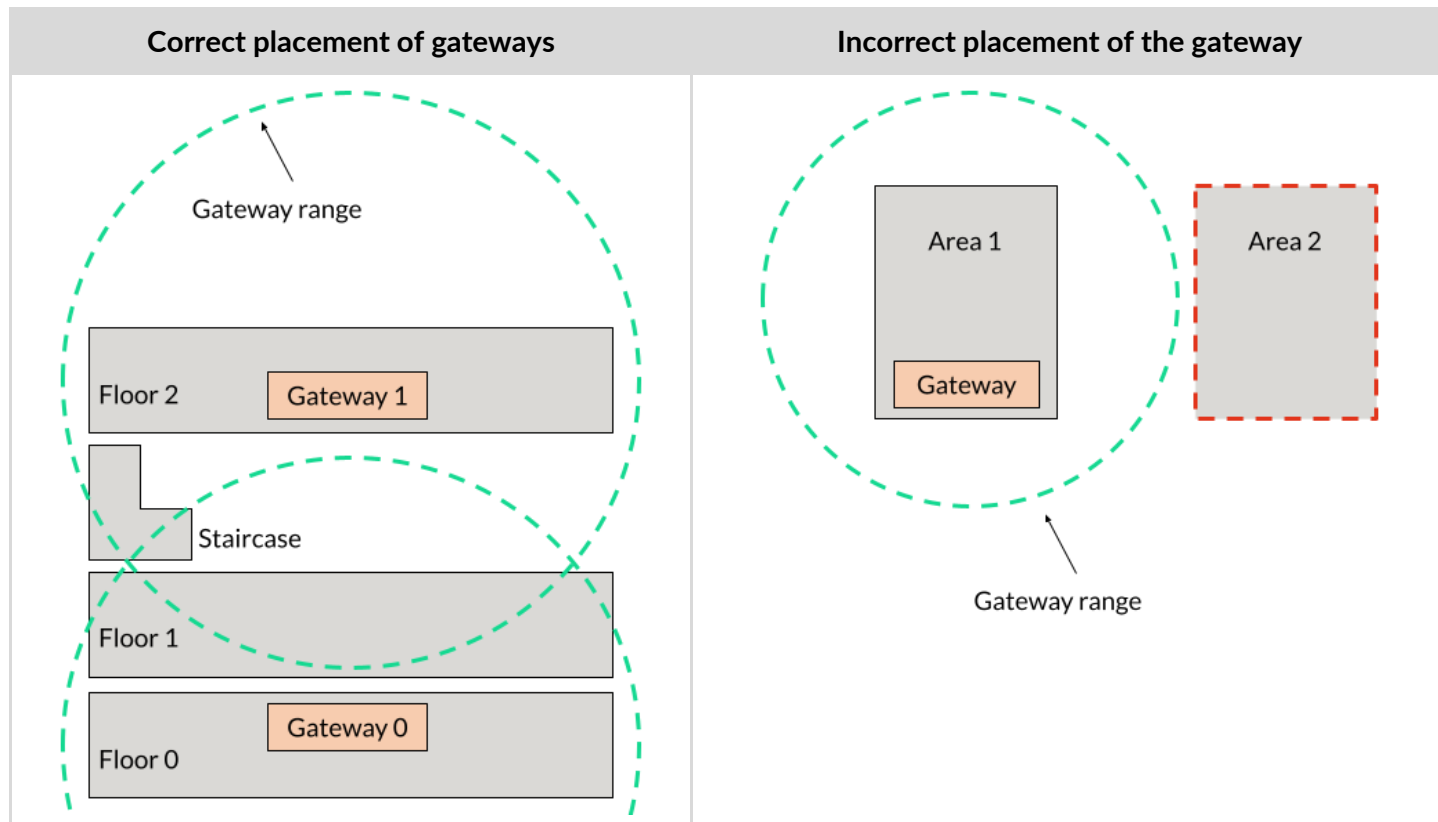 Correct placement of gateways
Incorrect placement of the gateway
Gateway range
Floor 2
Gateway 1
Staircase
Floor 1
Gateway 0
Floor 0
Area 1
Area 2
Gateway
Gateway range